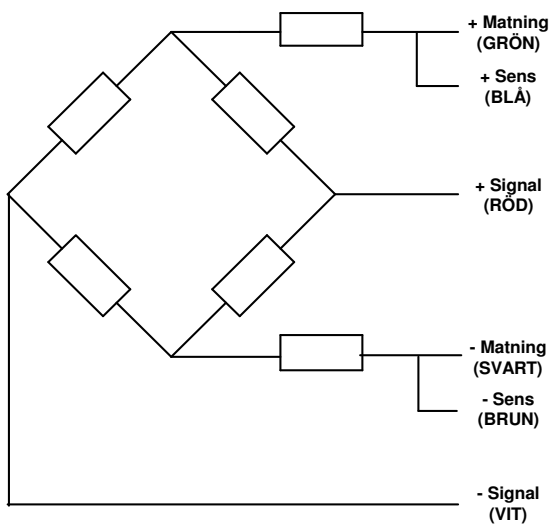 + Matning
(GRÖN)
+ Sens
(BLÅ)
+ Signal
(RÖD)
- Matning
(SVART)
- Sens
(BRUN)
- Signal
(VIT)